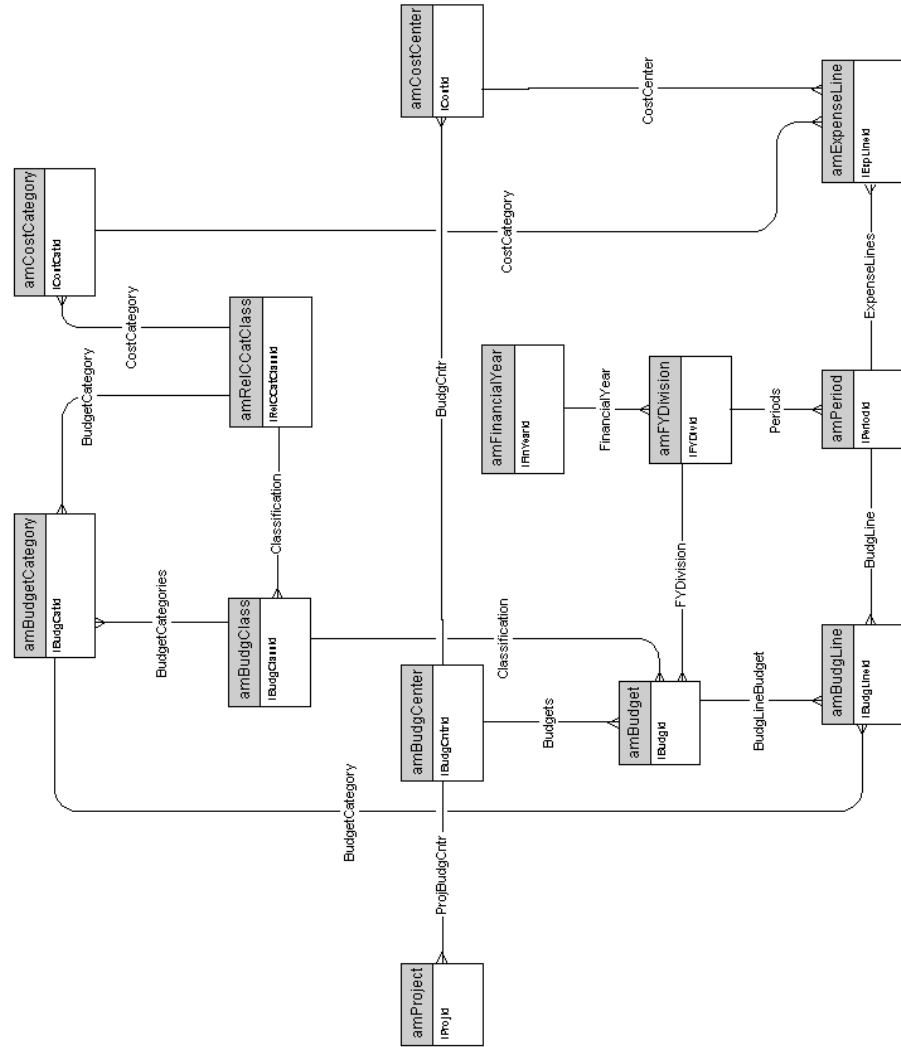 amBudgetCategory
lBudgCatId
amCostCategory
lCostCatId
BudgetCategory
CostCategory
BudgetCategories
amBudgClass
lBudgClassId
Classification
amRelCCatClass
lRelCCatClassId
BudgetCategory
ProjBudgCntr
BudgCntr
amProject
lProjId
amBudgCenter
lBudgCntrId
amCostCenter
lCostId
Classification
CostCategory
amFinancialYear
lFinYearId
Budgets
FinancialYear
CostCenter
amBudget
lBudgId
FYDivision
amFYDivision
lFYDivId
BudgLineBudget
Periods
amBudgLine
lBudgLineId
BudgLine
amPeriod
lPeriodId
ExpenseLines
amExpenseLine
lExpLineId